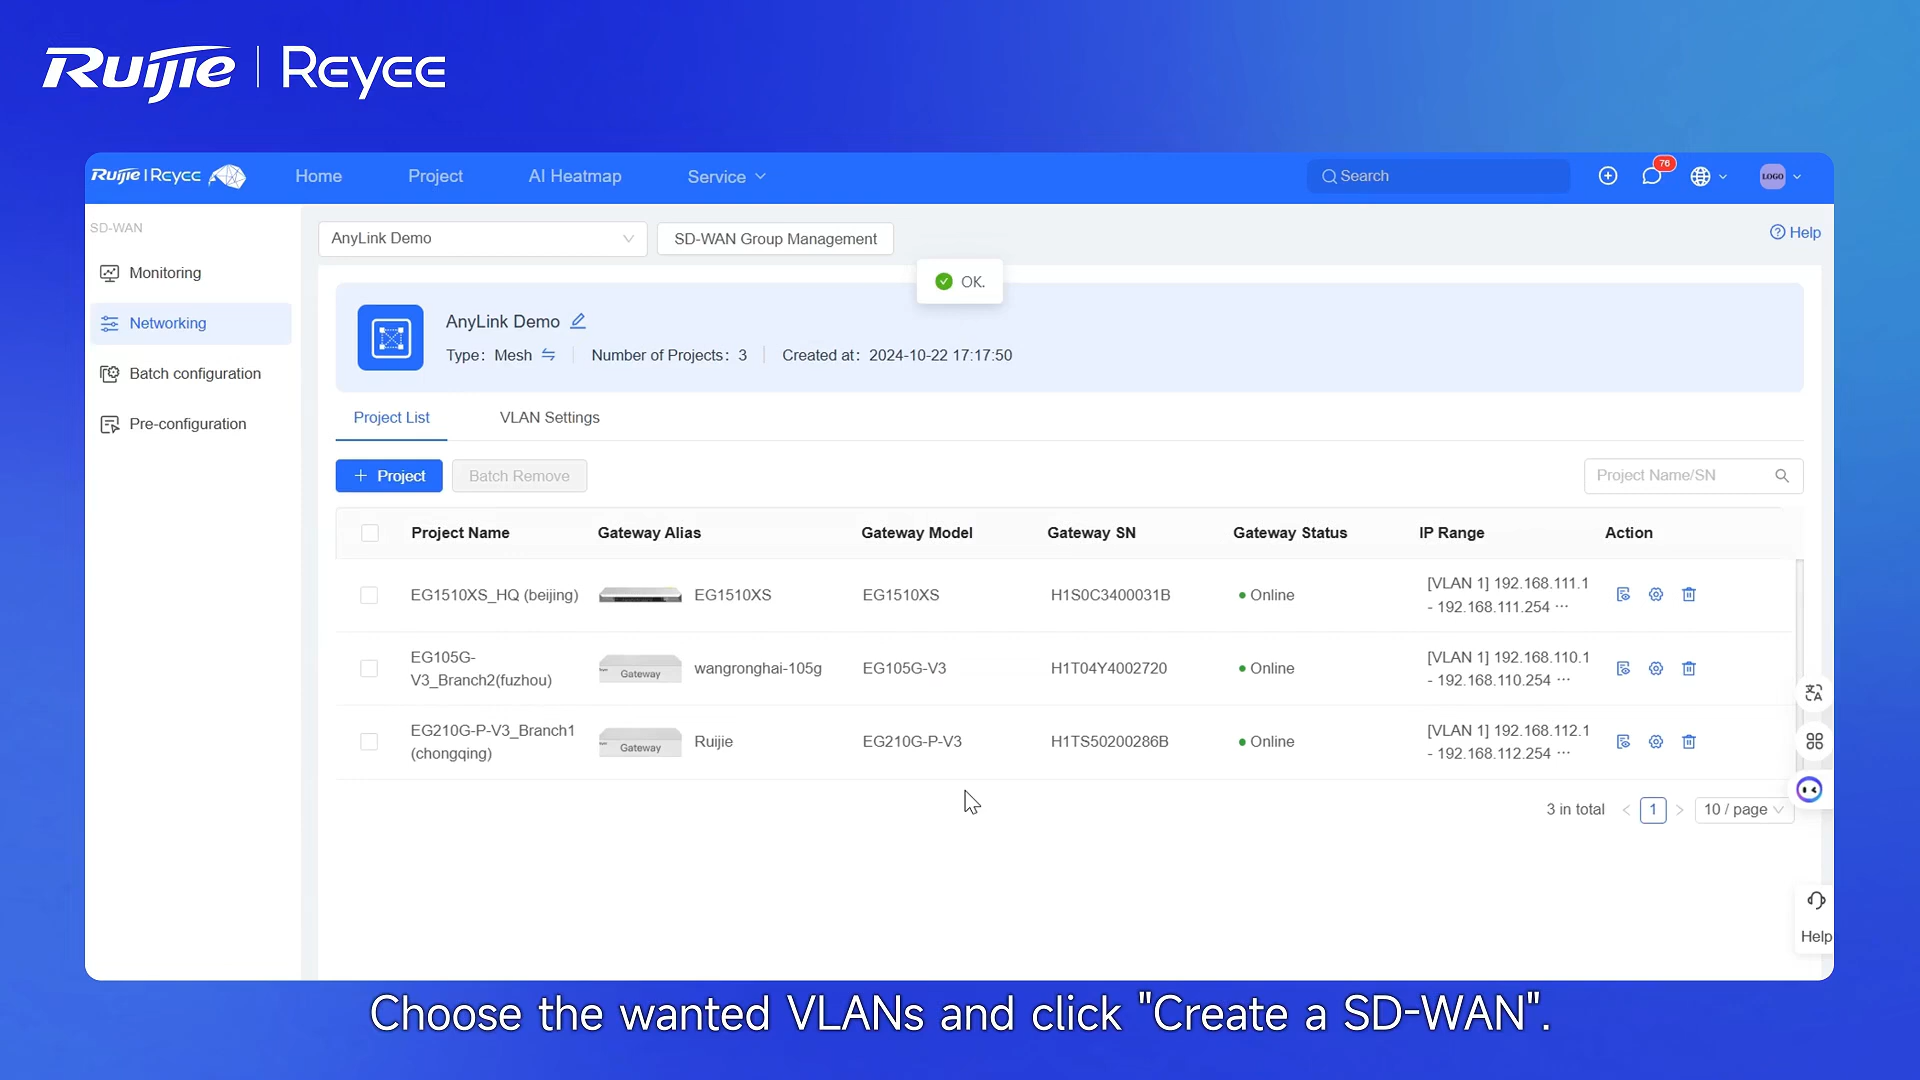 Ruijie | Reyee
Ruijie | Reyee
Home
Project
AI Heatmap
Service
Search
76
LOGO
SD-WAN
Monitoring
Networking
Batch configuration
Pre-configuration
AnyLink Demo
SD-WAN Group Management
Help
OK.
AnyLink Demo
Type: Mesh
Number of Projects: 3
Created at: 2024-10-22 17:17:50
Project List
VLAN Settings
+ Project
Batch Remove
Project Name/SN
Project Name Gateway Alias Gateway Model Gateway SN Gateway Status IP Range Action
EG1510XS_HQ (beijing)
EG1510XS
EG1510XS
H1S0C3400031B
Online
[VLAN 1] 192.168.111.1
- 192.168.111.254 ···
EG105G-
V3_Branch2(fuzhou)
Gateway
wangronghai-105g
EG105G-V3
H1T04Y4002720
Online
[VLAN 1] 192.168.110.1
- 192.168.110.254 ···
EG210G-P-V3_Branch1
(chongqing)
Gateway
Ruijie
EG210G-P-V3
H1TS50200286B
Online
[VLAN 1] 192.168.112.1
- 192.168.112.254 ···
3 in total < 1 > 10 / page
Help
Choose the wanted VLANs and click "Create a SD-WAN".